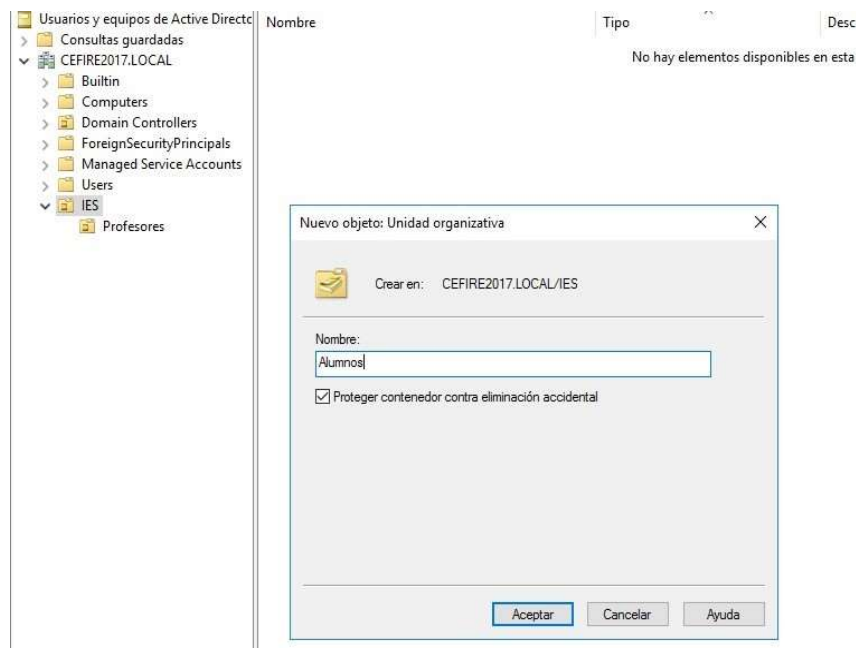 Usuarios y equipos de Active Directc
Nombre
Tipo
Desc
Consultas guardadas
No hay elementos disponibles en esta
CEFIRE2017.LOCAL
Builtin
Computers
Domain Controllers
ForeignSecurityPrincipals
Managed Service Accounts
Users
IES
Profesores
Nuevo objeto: Unidad organizativa
Crear en: CEFIRE2017.LOCAL/IES
Nombre:
Alumnos
Proteger contenedor contra eliminación accidental
Aceptar
Cancelar
Ayuda